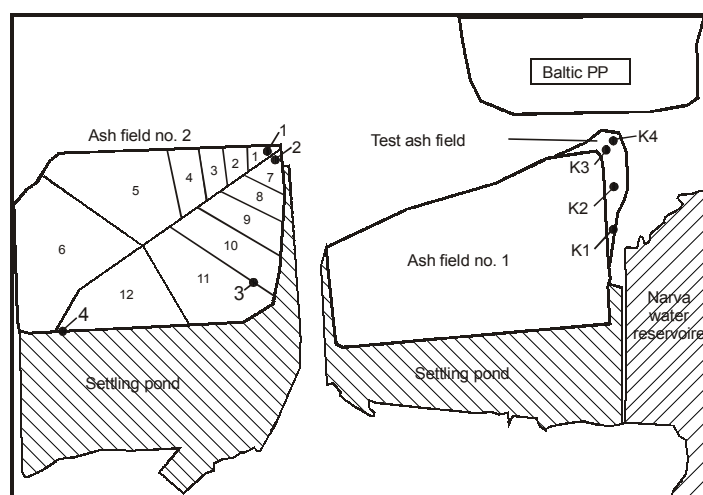 Baltic PP
Ash field no. 2
1
2
Test ash field
K4
K3
K2
K1
1
2
3
4
5
6
7
8
9
10
11
12
3
4
Ash field no. 1
Narva
water
reservoire
Settling pond
Settling pond